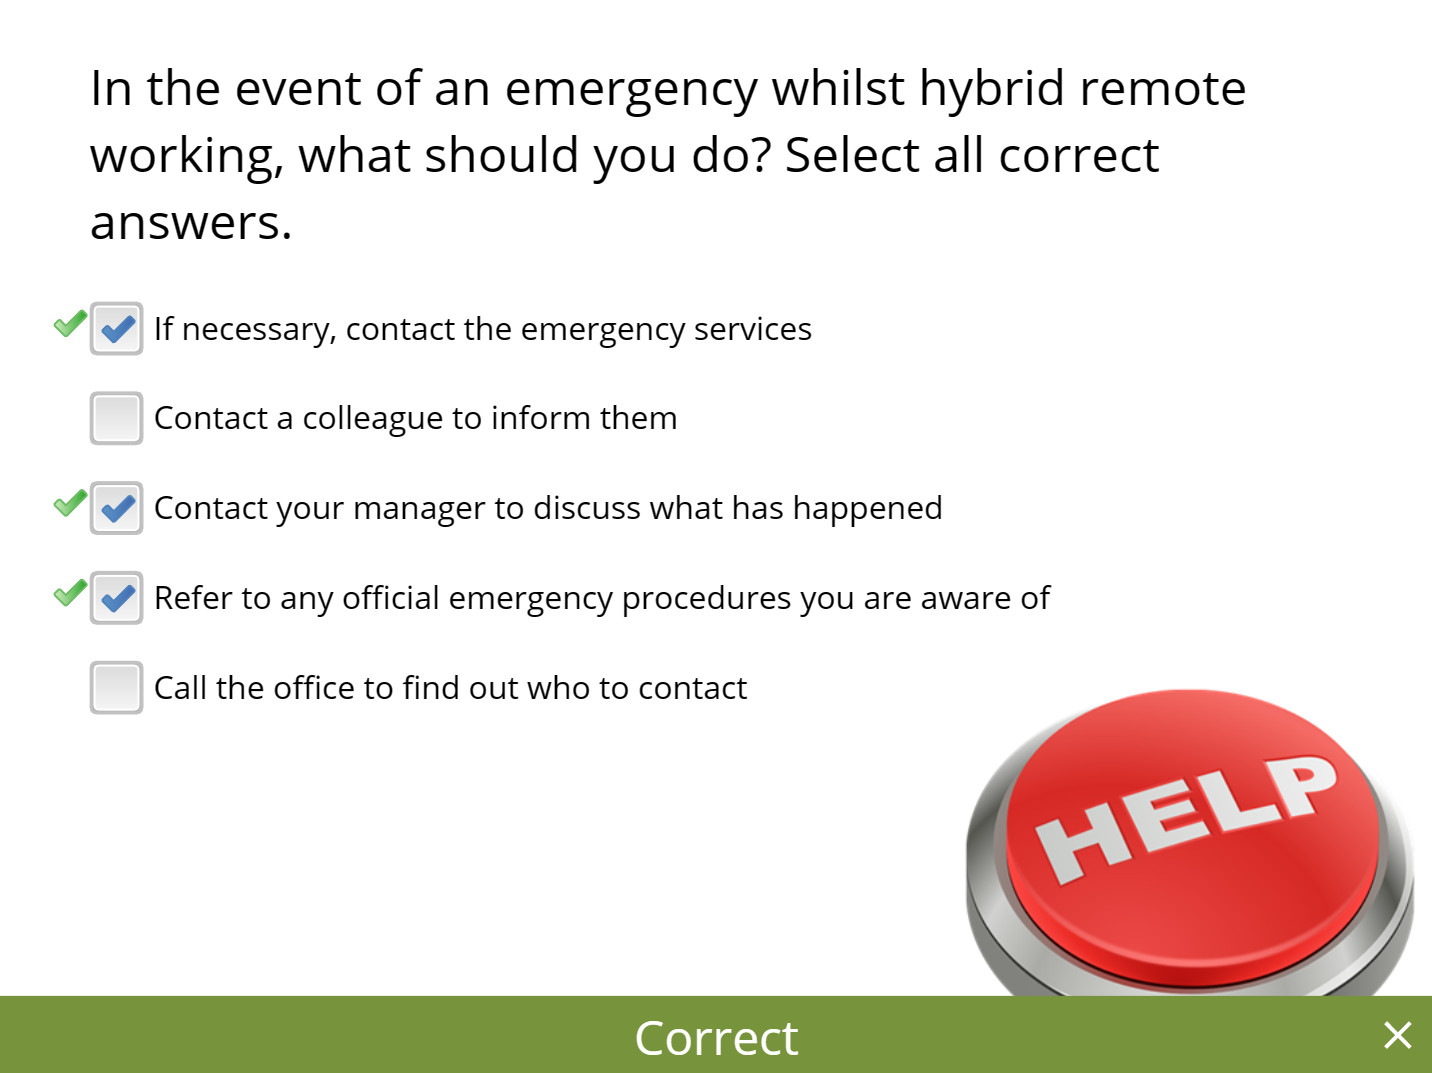 In the event of an emergency whilst hybrid remote
working, what should you do? Select all correct
answers.
If necessary, contact the emergency services
Contact a colleague to inform them
Contact your manager to discuss what has happened
Refer to any official emergency procedures you are aware of
Call the office to find out who to contact
HELP
Correct